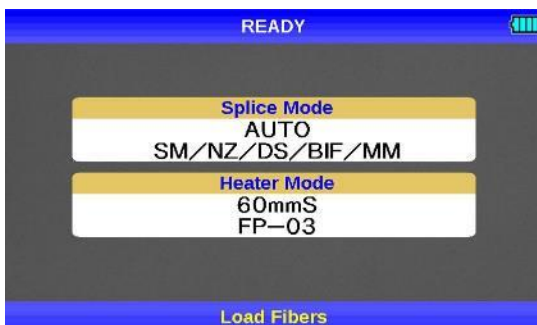 READY
Splice Mode
AUTO
SM/NZ/DS/BIF/MM
Heater Mode
60mmS
FP-03
Load Fibers